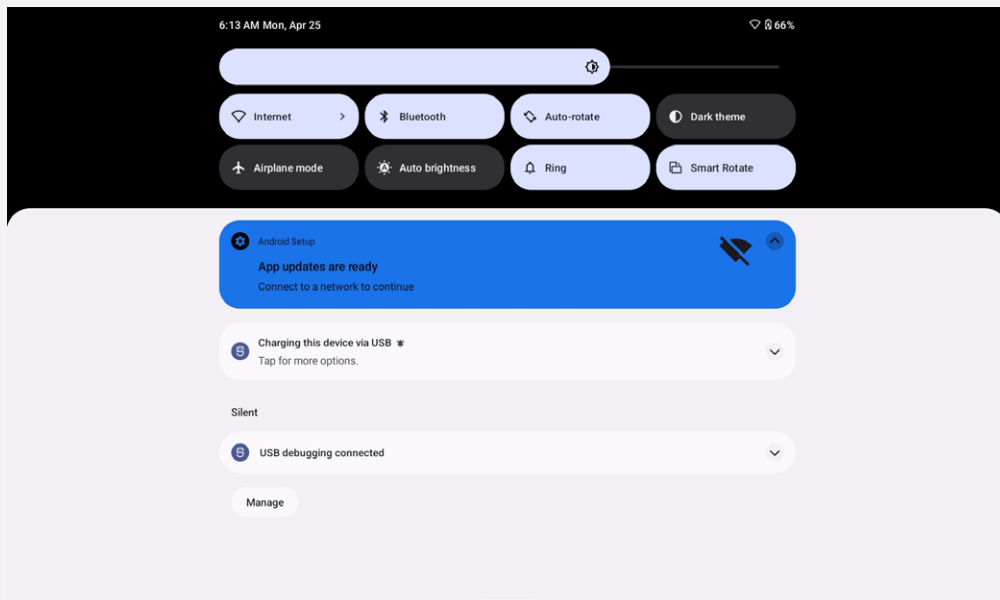 6:13 AM Mon, Apr 25
66%
Internet
Bluetooth
Auto-rotate
Dark theme
Airplane mode
Auto brightness
Ring
Smart Rotate
Android Setup
App updates are ready
Connect to a network to continue
Charging this device via USB
Tap for more options.
Silent
USB debugging connected
Manage